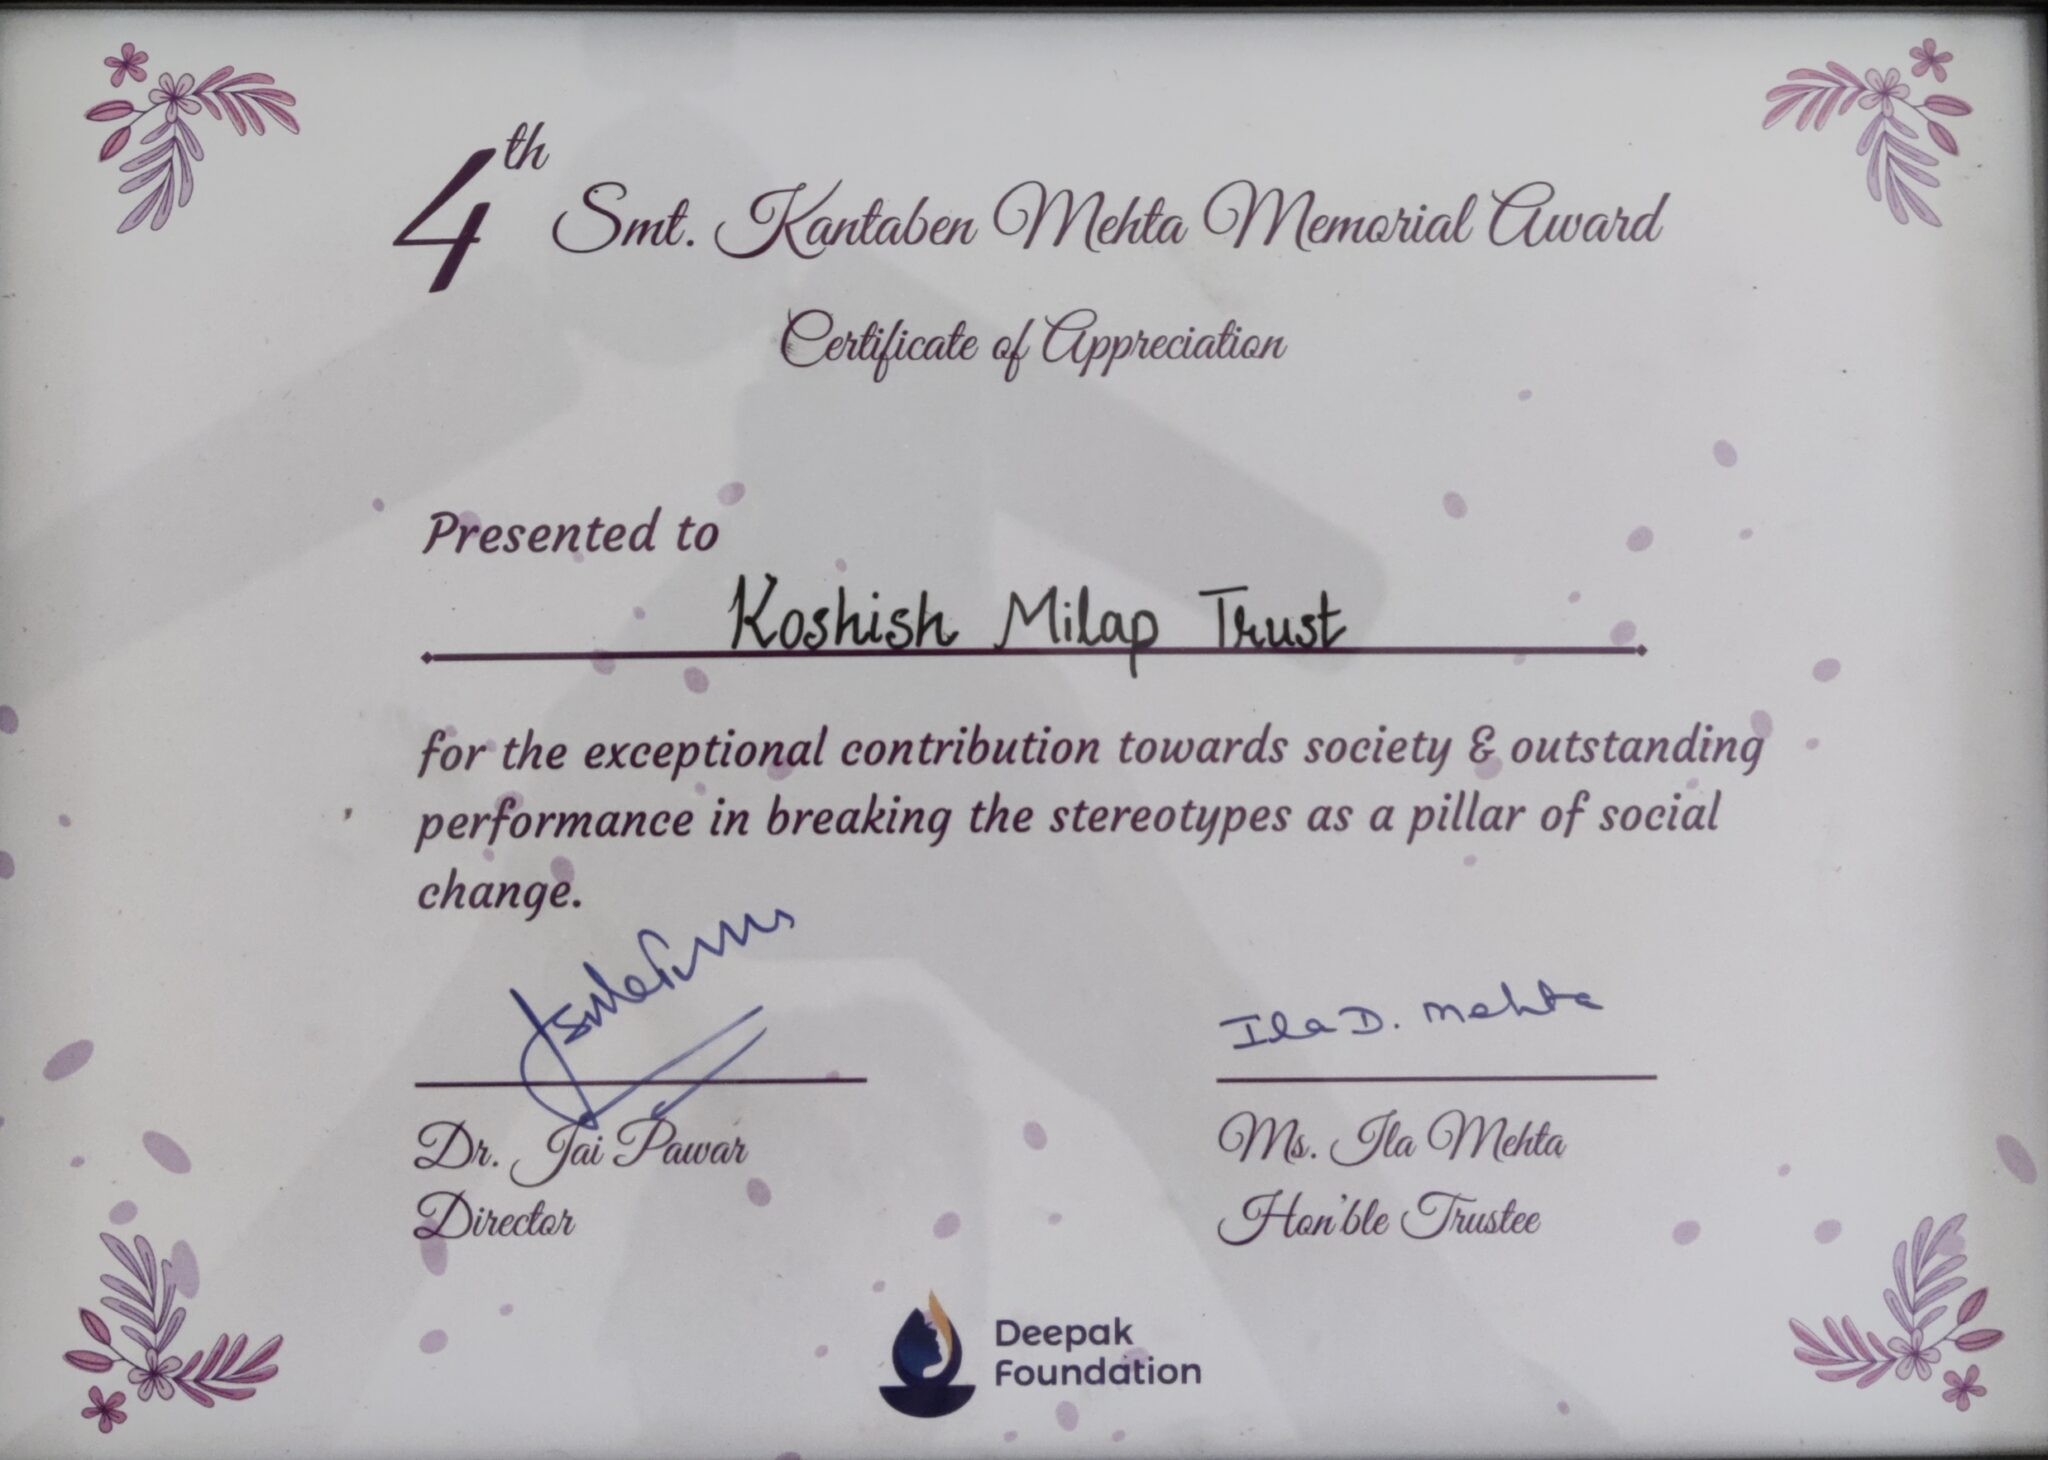 4th Smt. Kantaben Mehta Memorial Award
Certificate of Appreciation
Presented to
Koshish Milap Trust
for the exceptional contribution towards society & outstanding
performance in breaking the stereotypes as a pillar of social
change.
Ila D. Mehta
Dr. Jai Pawar
Director
Ms. Ila Mehta
Hon'ble Trustee
Deepak
Foundation